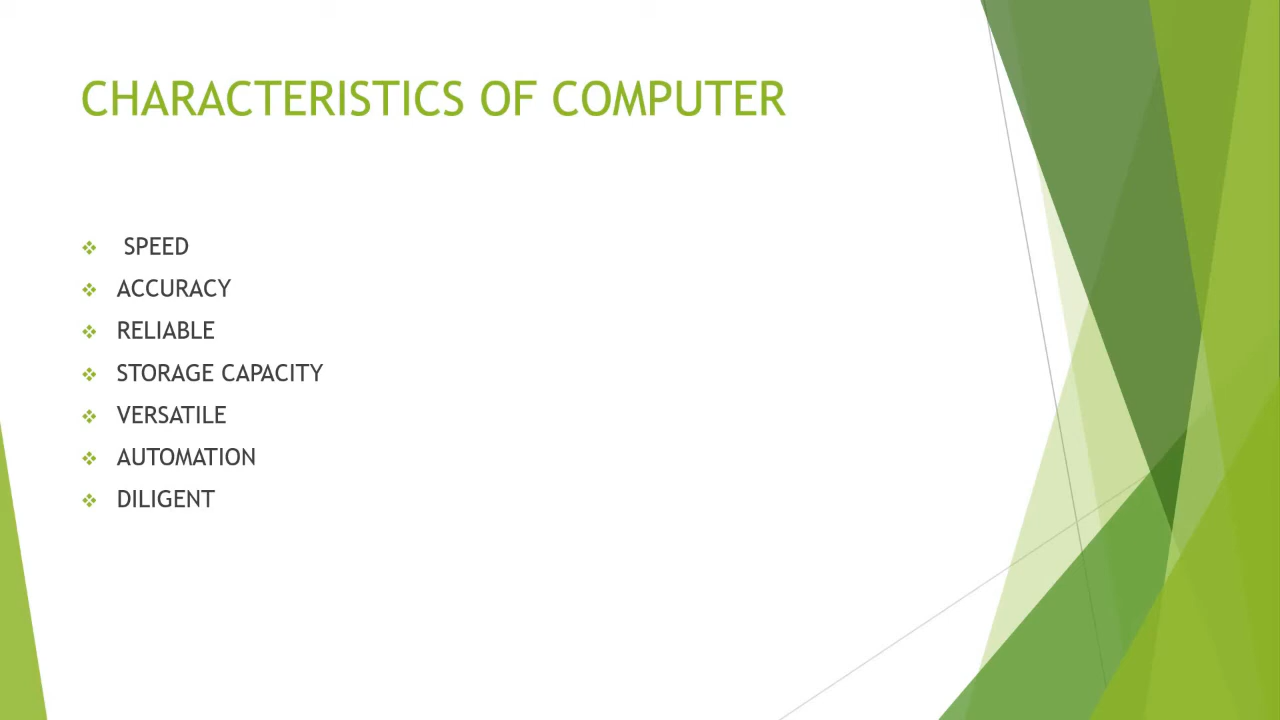 CHARACTERISTICS OF COMPUTER
❖ SPEED
❖ ACCURACY
❖ RELIABLE
❖ STORAGE CAPACITY
❖ VERSATILE
❖ AUTOMATION
❖ DILIGENT